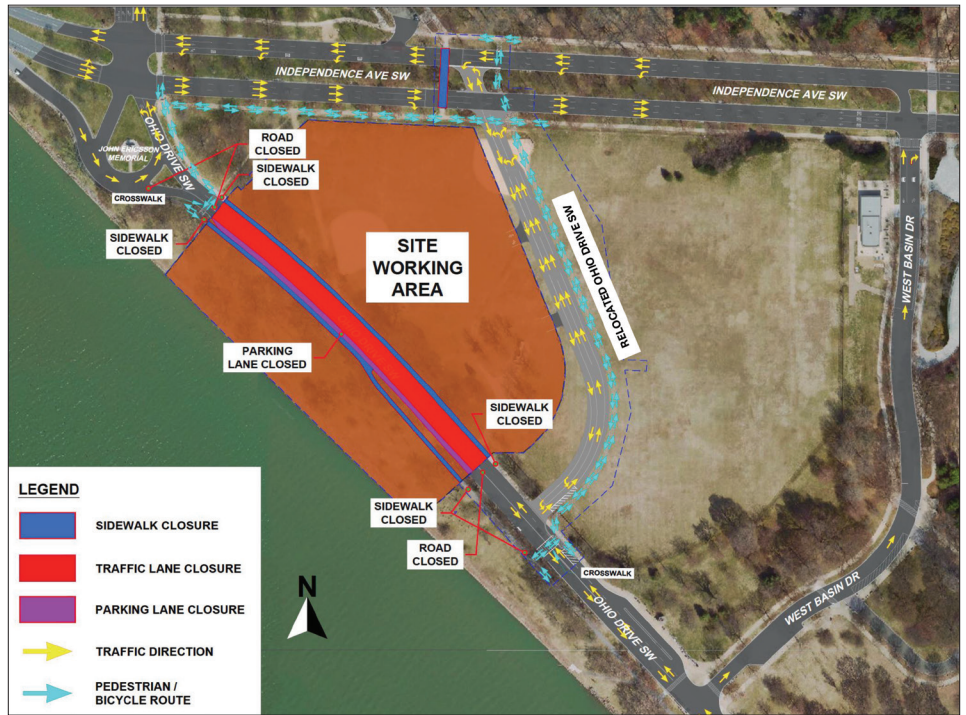 INDEPENDENCE AVE SW
INDEPENDENCE AVE SW
OHIO DRIVE SW
JOHN ERICSSON
MEMORIAL
CROSSWALK
ROAD
CLOSED
SIDEWALK
CLOSED
SIDEWALK
CLOSED
SITE
WORKING
AREA
RELOCATED OHIO DRIVE SW
WEST BASIN DR
PARKING
LANE CLOSED
SIDEWALK
CLOSED
SIDEWALK
CLOSED
ROAD
CLOSED
CROSSWALK
OHIO DRIVE SW
WEST BASIN DR
LEGEND
SIDEWALK CLOSURE
TRAFFIC LANE CLOSURE
PARKING LANE CLOSURE
TRAFFIC DIRECTION
PEDESTRIAN /
BICYCLE ROUTE
N